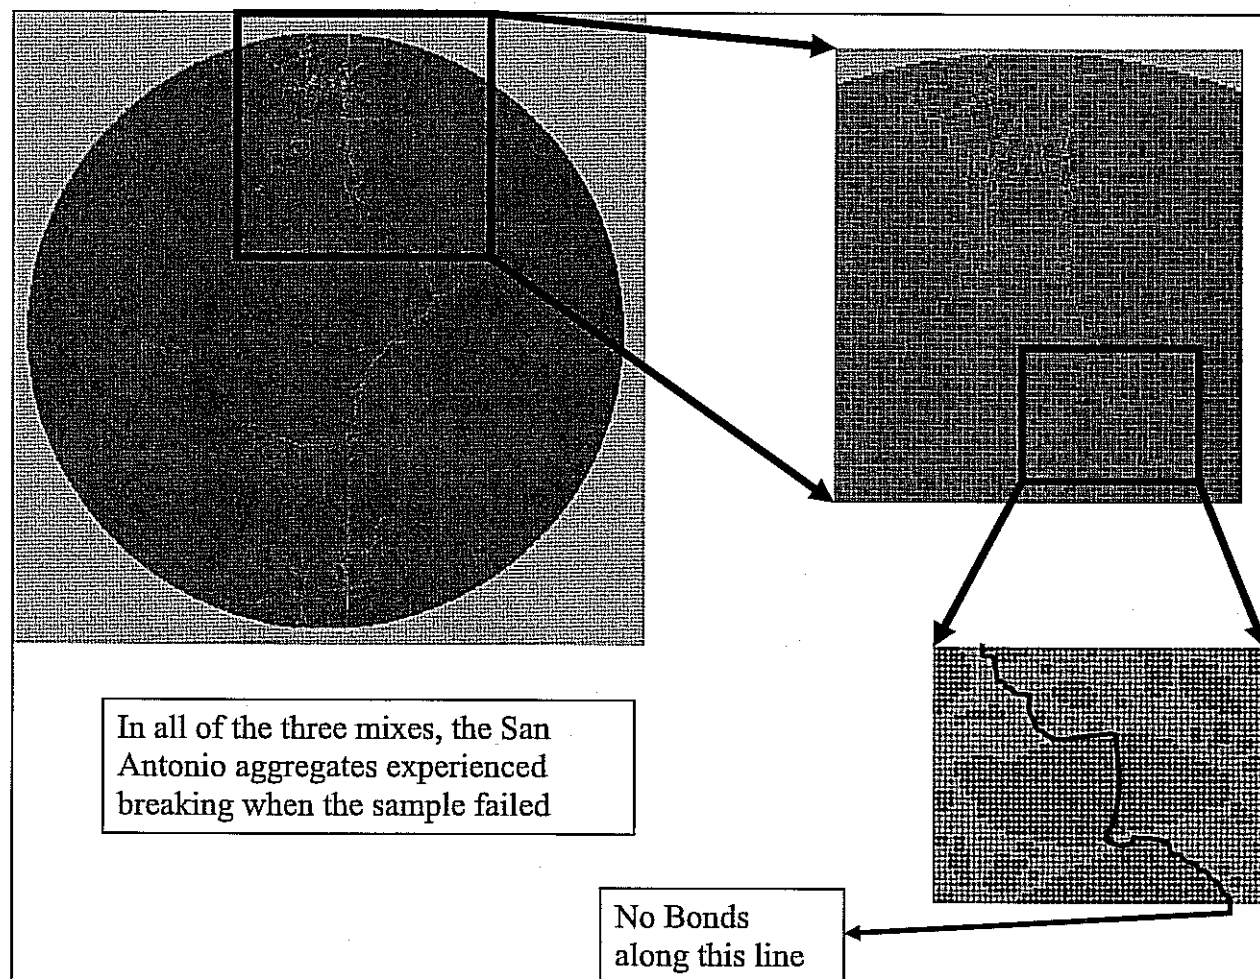 In all of the three mixes, the San
Antonio aggregates experienced
breaking when the sample failed
No Bonds
along this line